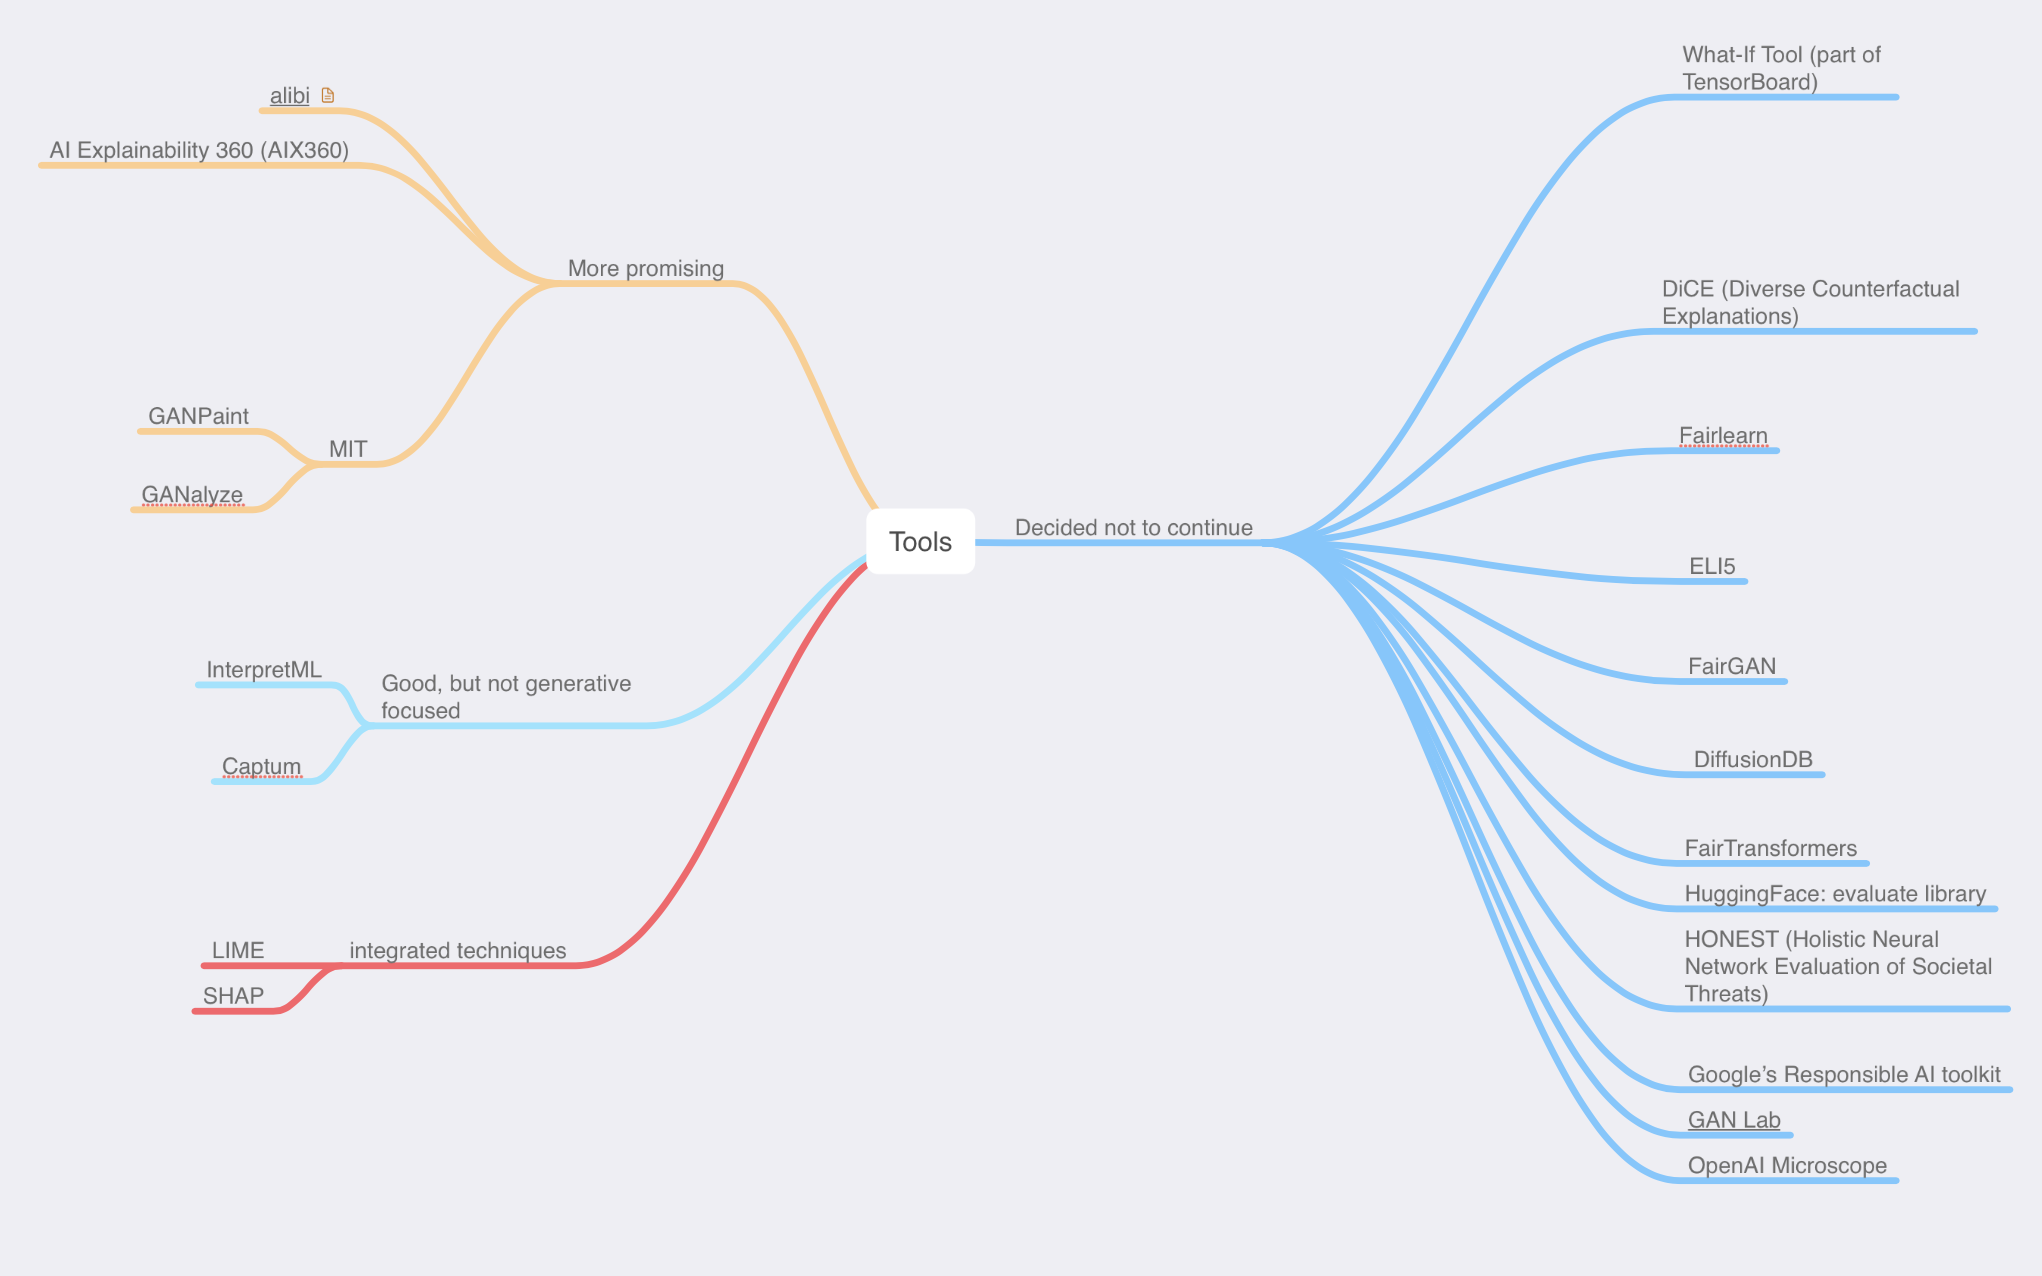 Tools
More promising
alibi
AI Explainability 360 (AIX360)
MIT
GANPaint
GANalyze
Good, but not generative
focused
InterpretML
Captum
integrated techniques
LIME
SHAP
Decided not to continue
What-If Tool (part of
TensorBoard)
DiCE (Diverse Counterfactual
Explanations)
Fairlearn
ELI5
FairGAN
DiffusionDB
FairTransformers
HuggingFace: evaluate library
HONEST (Holistic Neural
Network Evaluation of Societal
Threats)
Google’s Responsible AI toolkit
GAN Lab
OpenAI Microscope